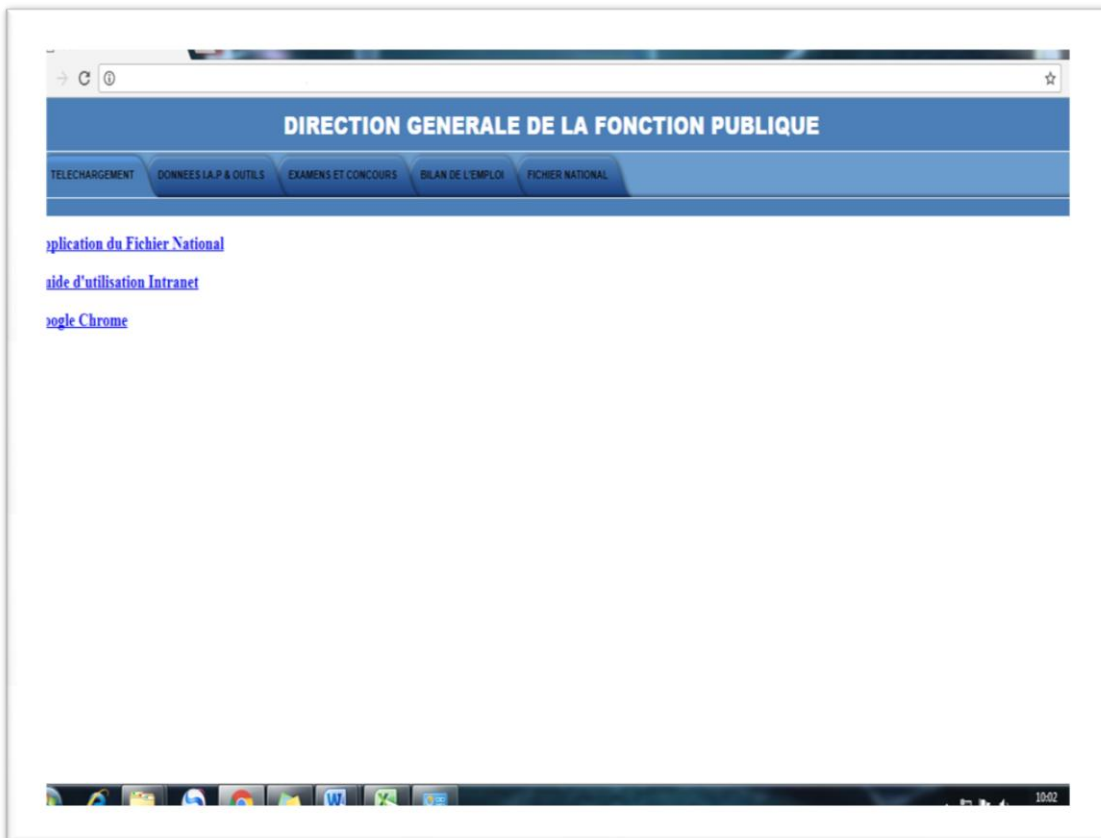 DIRECTION GENERALE DE LA FONCTION PUBLIQUE
TELECHARGEMENT DONNEES I.A.P & OUTILS EXAMENS ET CONCOURS BILAN DE L'EMPLOI FICHIER NATIONAL
pplication du Fichier National
uide d'utilisation Intranet
oogle Chrome
10:02